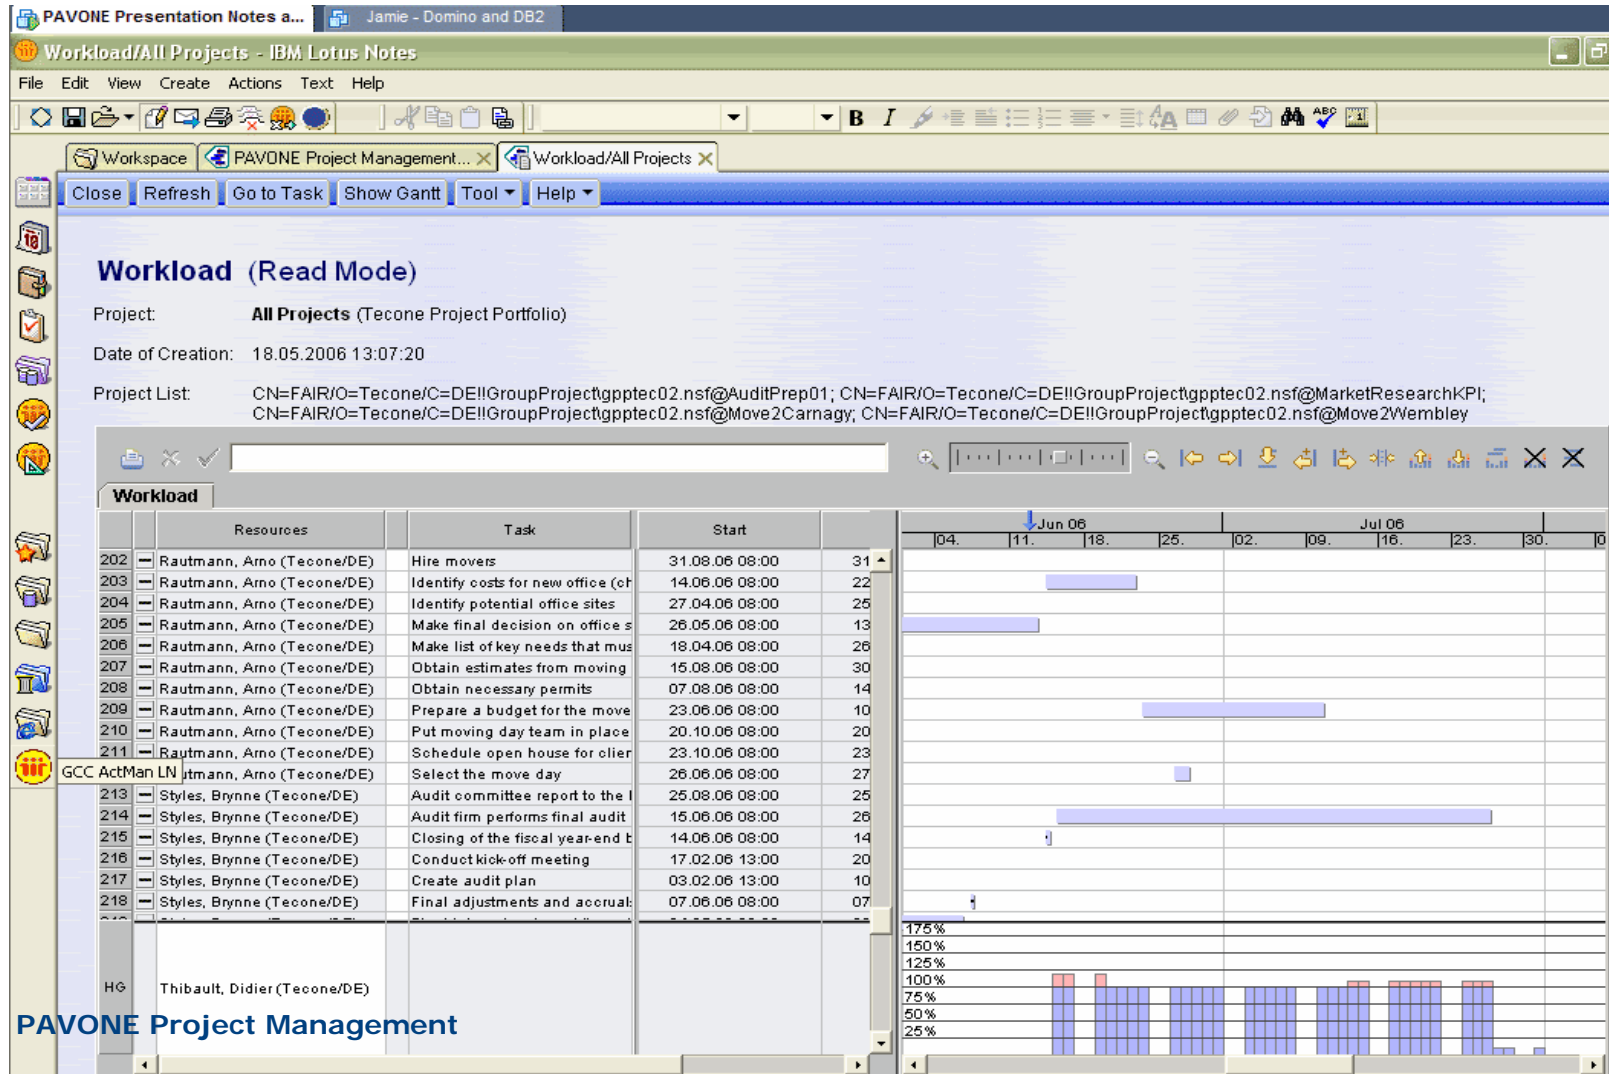 PAVONE Presentation Notes a... Jamie - Domino and DB2
Workload/All Projects - IBM Lotus Notes
File Edit View Create Actions Text Help
B I ABC
Workspace PAVONE Project Management... Workload/All Projects
Close Refresh Go to Task Show Gantt Tool Help
Workload (Read Mode)
Project: All Projects (Tecone Project Portfolio)
Date of Creation: 18.05.2006 13:07:20
Project List: CN=FAIR/O=Tecone/C=DE!!GroupProject\gpptec02.nsf@AuditPrep01; CN=FAIR/O=Tecone/C=DE!!GroupProject\gpptec02.nsf@MarketResearchKPI;
CN=FAIR/O=Tecone/C=DE!!GroupProject\gpptec02.nsf@Move2Carnagy; CN=FAIR/O=Tecone/C=DE!!GroupProject\gpptec02.nsf@Move2Wembley
Workload
Resources Task Start Jun 06 Jul 06
04. 11. 18. 25. 02. 09. 16. 23. 30.
202 Rautmann, Arno (Tecone/DE) Hire movers 31.08.06 08:00 31
203 Rautmann, Arno (Tecone/DE) Identify costs for new office (ch 14.06.06 08:00 22
204 Rautmann, Arno (Tecone/DE) Identify potential office sites 27.04.06 08:00 25
205 Rautmann, Arno (Tecone/DE) Make final decision on office s 26.05.06 08:00 13
206 Rautmann, Arno (Tecone/DE) Make list of key needs that mus 18.04.06 08:00 26
207 Rautmann, Arno (Tecone/DE) Obtain estimates from moving 15.08.06 08:00 30
208 Rautmann, Arno (Tecone/DE) Obtain necessary permits 07.08.06 08:00 14
209 Rautmann, Arno (Tecone/DE) Prepare a budget for the move 23.06.06 08:00 10
210 Rautmann, Arno (Tecone/DE) Put moving day team in place 20.10.06 08:00 20
211 Rautmann, Arno (Tecone/DE) Schedule open house for clier 23.10.06 08:00 23
GCC ActMan LN utmann, Arno (Tecone/DE) Select the move day 26.06.06 08:00 27
213 Styles, Brynne (Tecone/DE) Audit committee report to the 25.08.06 08:00 25
214 Styles, Brynne (Tecone/DE) Audit firm performs final audit 15.06.06 08:00 26
215 Styles, Brynne (Tecone/DE) Closing of the fiscal year-end 14.06.06 08:00 14
216 Styles, Brynne (Tecone/DE) Conduct kick-off meeting 17.02.06 13:00 20
217 Styles, Brynne (Tecone/DE) Create audit plan 03.02.06 13:00 10
218 Styles, Brynne (Tecone/DE) Final adjustments and accrual 07.06.06 08:00 07
175%
150%
125%
100%
HG Thibault, Didier (Tecone/DE)
75%
50%
25%
PAVONE Project Management